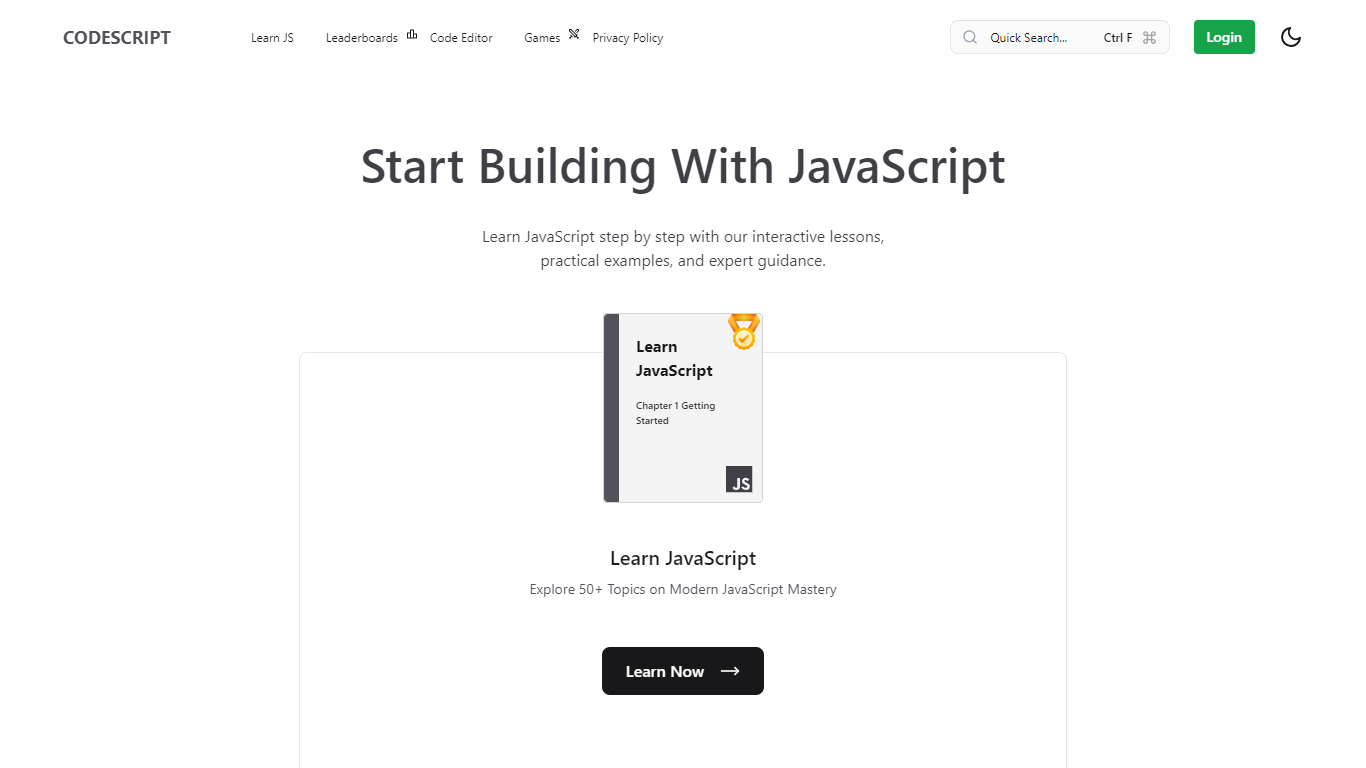 CODESCRIPT
Learn JS
Leaderboards
Code Editor
Games
Privacy Policy
Quick Search...
Ctrl F
Login
Start Building With JavaScript
Learn JavaScript step by step with our interactive lessons,
practical examples, and expert guidance.
Learn
JavaScript
Chapter 1 Getting
Started
JS
Learn JavaScript
Explore 50+ Topics on Modern JavaScript Mastery
Learn Now